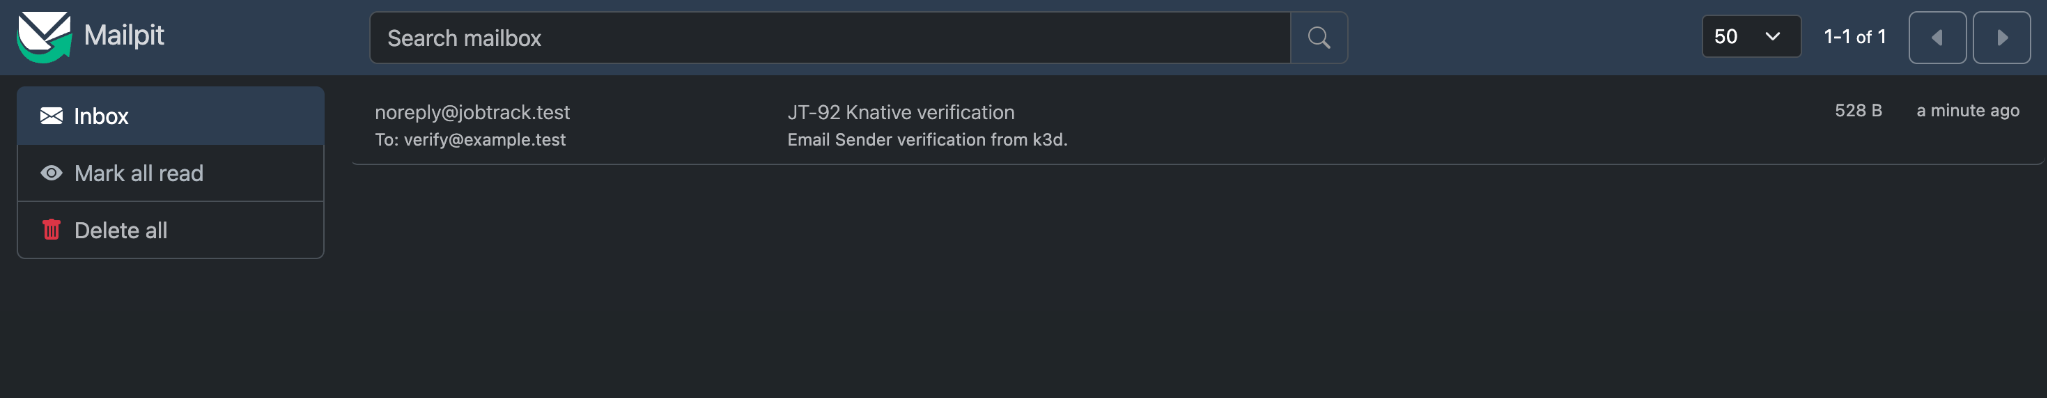 Mailpit
Search mailbox
50
1-1 of 1
Inbox
Mark all read
Delete all
noreply@jobtrack.test
To: verify@example.test
JT-92 Knative verification
Email Sender verification from k3d.
528 B
a minute ago